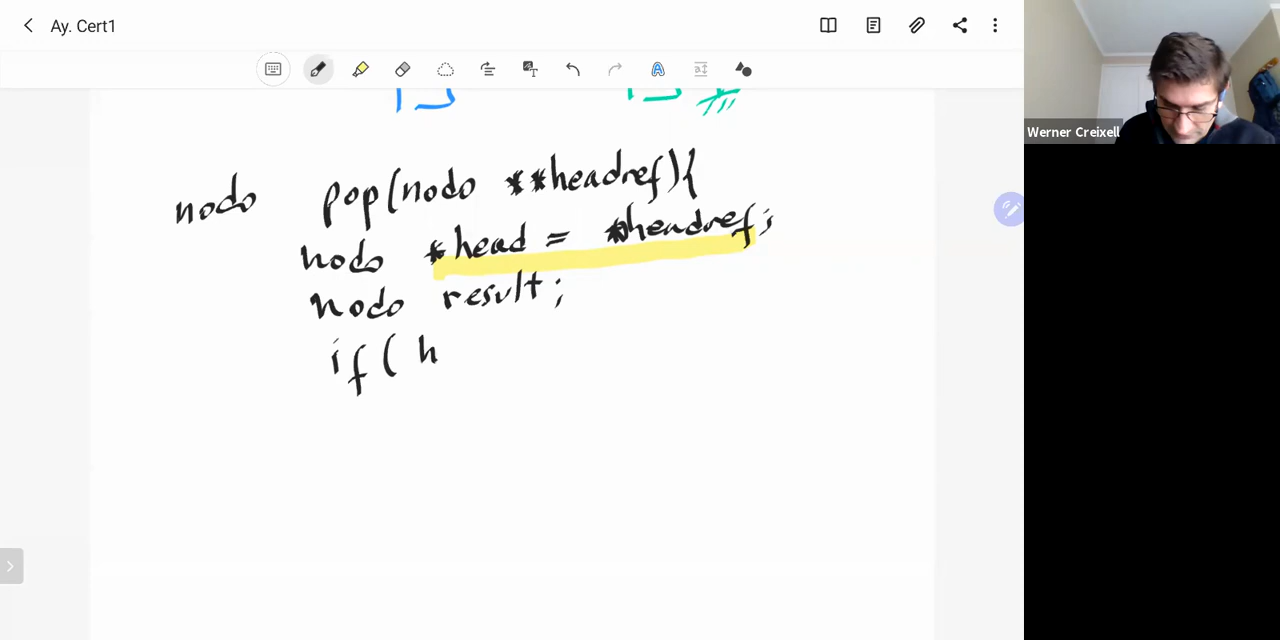 Ay. Cert1
Werner Creixell
nodo pop(nodo **headref){
nodo *head = *headref;
nodo result;
if( h